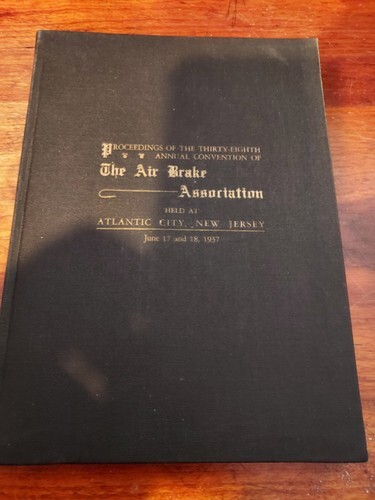 PROCEEDINGS OF THE THIRTY-EIGHTH
ANNUAL CONVENTION OF
The Air Brake
Association
HELD AT
ATLANTIC CITY, NEW JERSEY
June 17 and 18, 1937